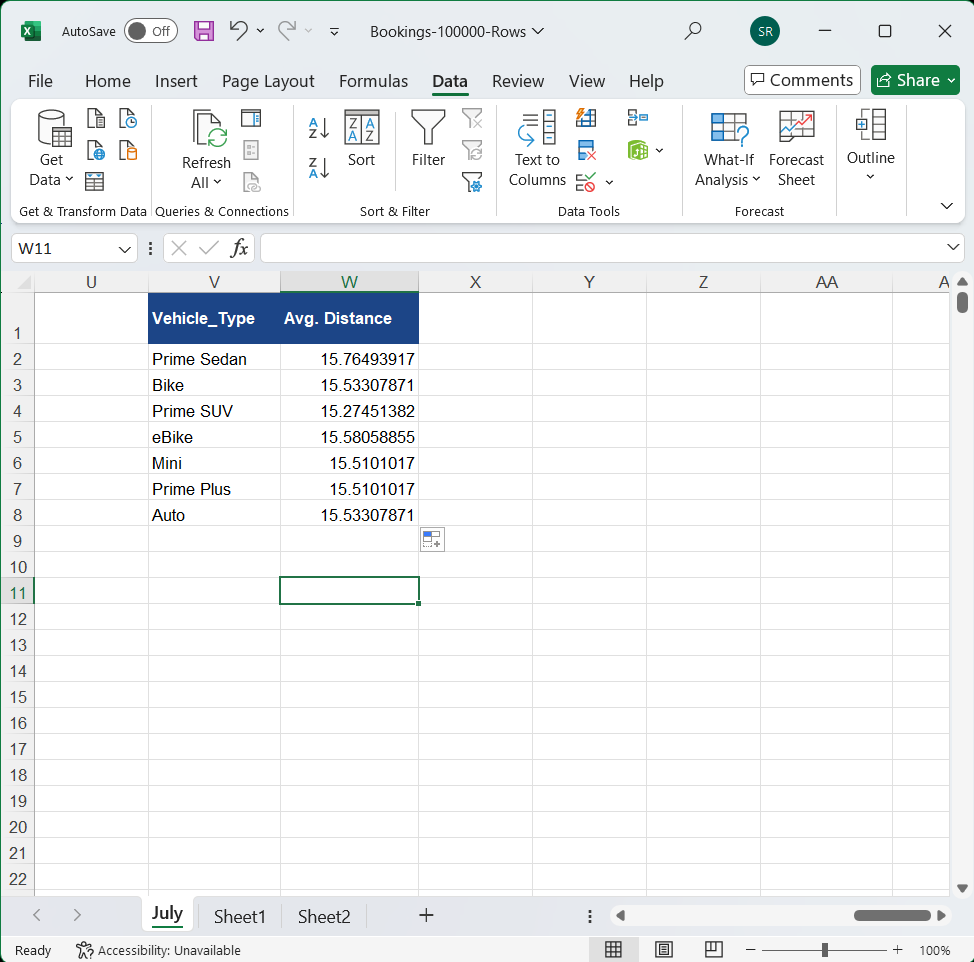 AutoSave Off Bookings-100000-Rows SR
File Home Insert Page Layout Formulas Data Review View Help Comments Share
Get Data
Refresh All
Sort
Filter
Text to Columns
What-If Analysis
Forecast Sheet
Outline
Get & Transform Data Queries & Connections Sort & Filter Data Tools Forecast
W11 fx
U V W X Y Z AA A
1 Vehicle_Type Avg. Distance
2 Prime Sedan 15.76493917
3 Bike 15.53307871
4 Prime SUV 15.27451382
5 eBike 15.58058855
6 Mini 15.5101017
7 Prime Plus 15.5101017
8 Auto 15.53307871
9
10
11
12
13
14
15
16
17
18
19
20
21
22
July Sheet1 Sheet2
Ready Accessibility: Unavailable 100%